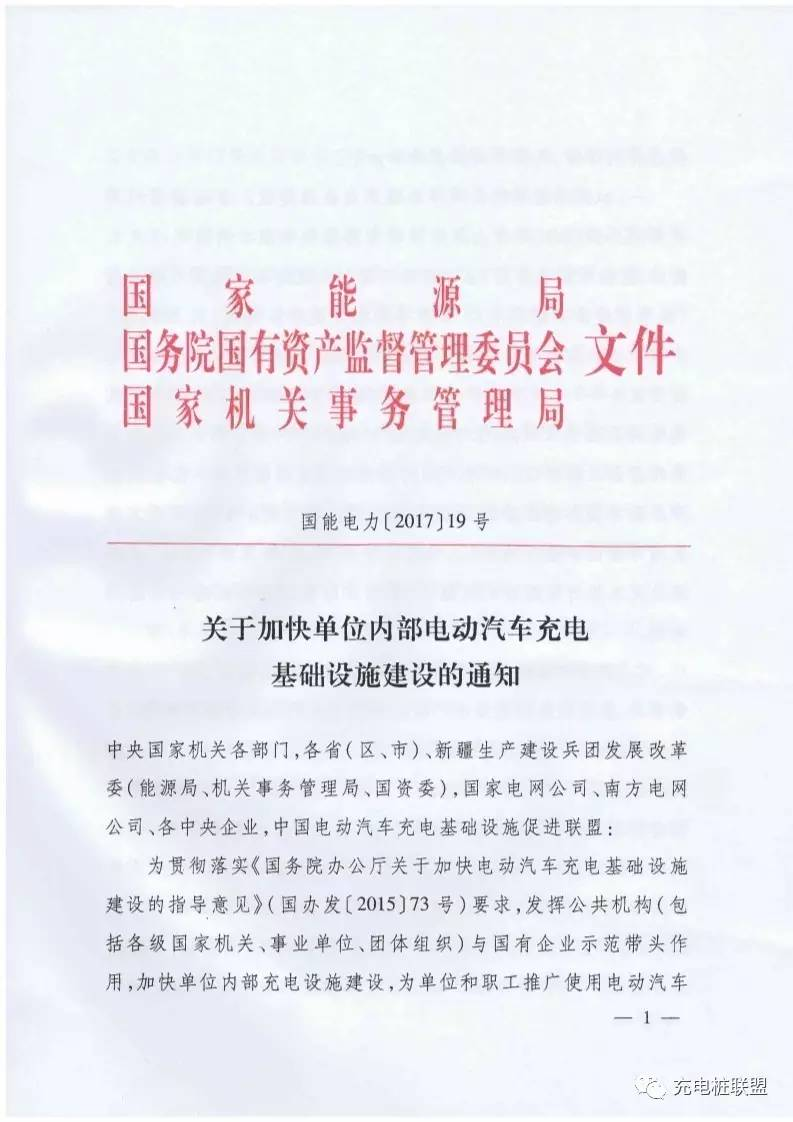 国家能源局
国务院国有资产监督管理委员会 文件
国家机关事务管理局
国能电力〔2017〕19号
关于加快单位内部电动汽车充电
基础设施建设的通知
中央国家机关各部门,各省(区、市)、新疆生产建设兵团发展改革
委(能源局、机关事务管理局、国资委),国家电网公司、南方电网
公司、各中央企业,中国电动汽车充电基础设施促进联盟:
为贯彻落实《国务院办公厅关于加快电动汽车充电基础设施
建设的指导意见》(国办发〔2015〕73号)要求,发挥公共机构(包
括各级国家机关、事业单位、团体组织)与国有企业示范带头作
用,加快单位内部充电设施建设,为单位和职工推广使用电动汽车
— 1 —
充电桩联盟